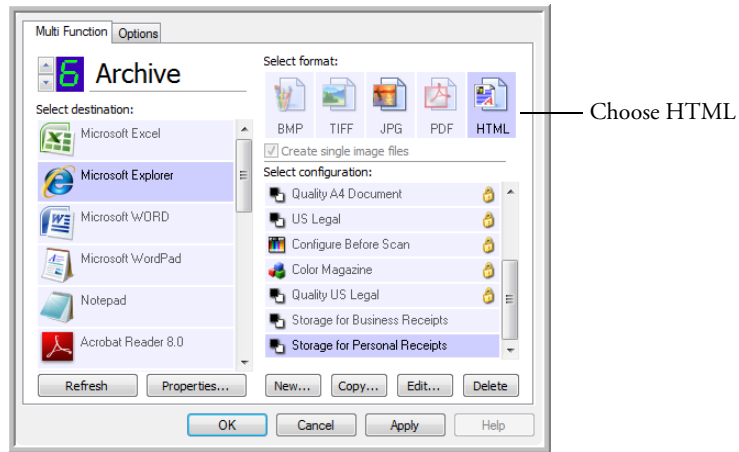 Multi Function
Options
6
Archive
Select destination:
Microsoft Excel
Microsoft Explorer
Microsoft WORD
Microsoft WordPad
Notepad
Acrobat Reader 8.0
Refresh
Properties...
Select format:
BMP
TIFF
JPG
PDF
HTML
Create single image files
Select configuration:
Quality A4 Document
US Legal
Configure Before Scan
Color Magazine
Quality US Legal
Storage for Business Receipts
Storage for Personal Receipts
New...
Copy...
Edit...
Delete
OK
Cancel
Apply
Help
Choose HTML